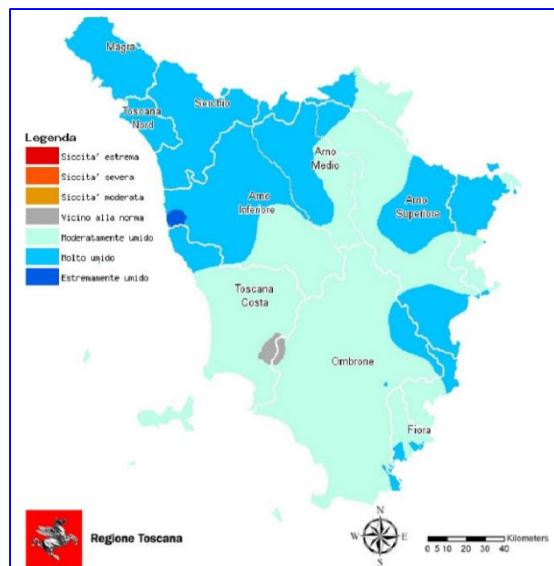 Magra
Serchio
Toscana
Nord
Legenda
Siccita' estrema
Siccita' severa
Siccita' moderata
Vicino alla norma
Moderatamente umido
Molto umido
Estremamente umido
Arno
Medio
Arno
Inferiore
Arno
Superiore
Toscana
Costa
Ombrone
Fiora
Regione Toscana
N
W E
S
Kilometers
0 5 10 20 30 40